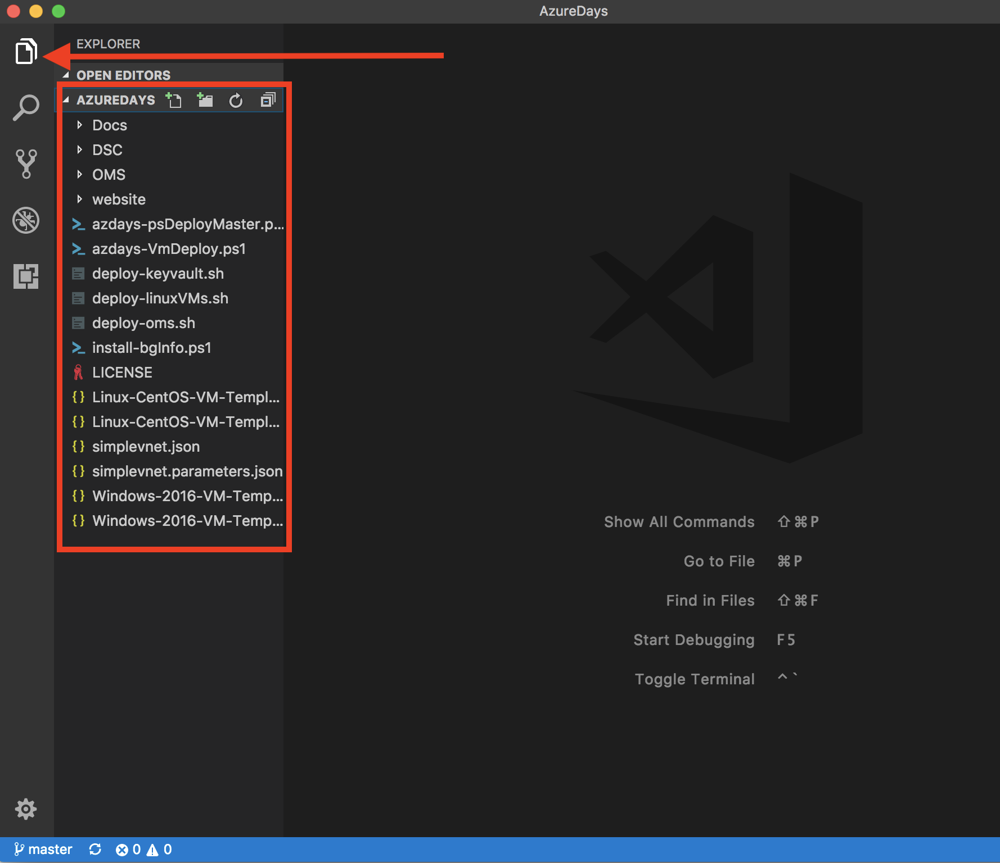 AzureDays
EXPLORER
OPEN EDITORS
AZUREDAYS
Docs
DSC
OMS
website
azdays-psDeployMaster.p...
azdays-VmDeploy.ps1
deploy-keyvault.sh
deploy-linuxVMs.sh
deploy-oms.sh
install-bgInfo.ps1
LICENSE
Linux-CentOS-VM-Templ...
Linux-CentOS-VM-Templ...
simplevnet.json
simplevnet.parameters.json
Windows-2016-VM-Temp...
Windows-2016-VM-Temp...
Show All Commands ⇧⌘P
Go to File ⌘P
Find in Files ⇧⌘F
Start Debugging F5
Toggle Terminal ^`
master 0 0